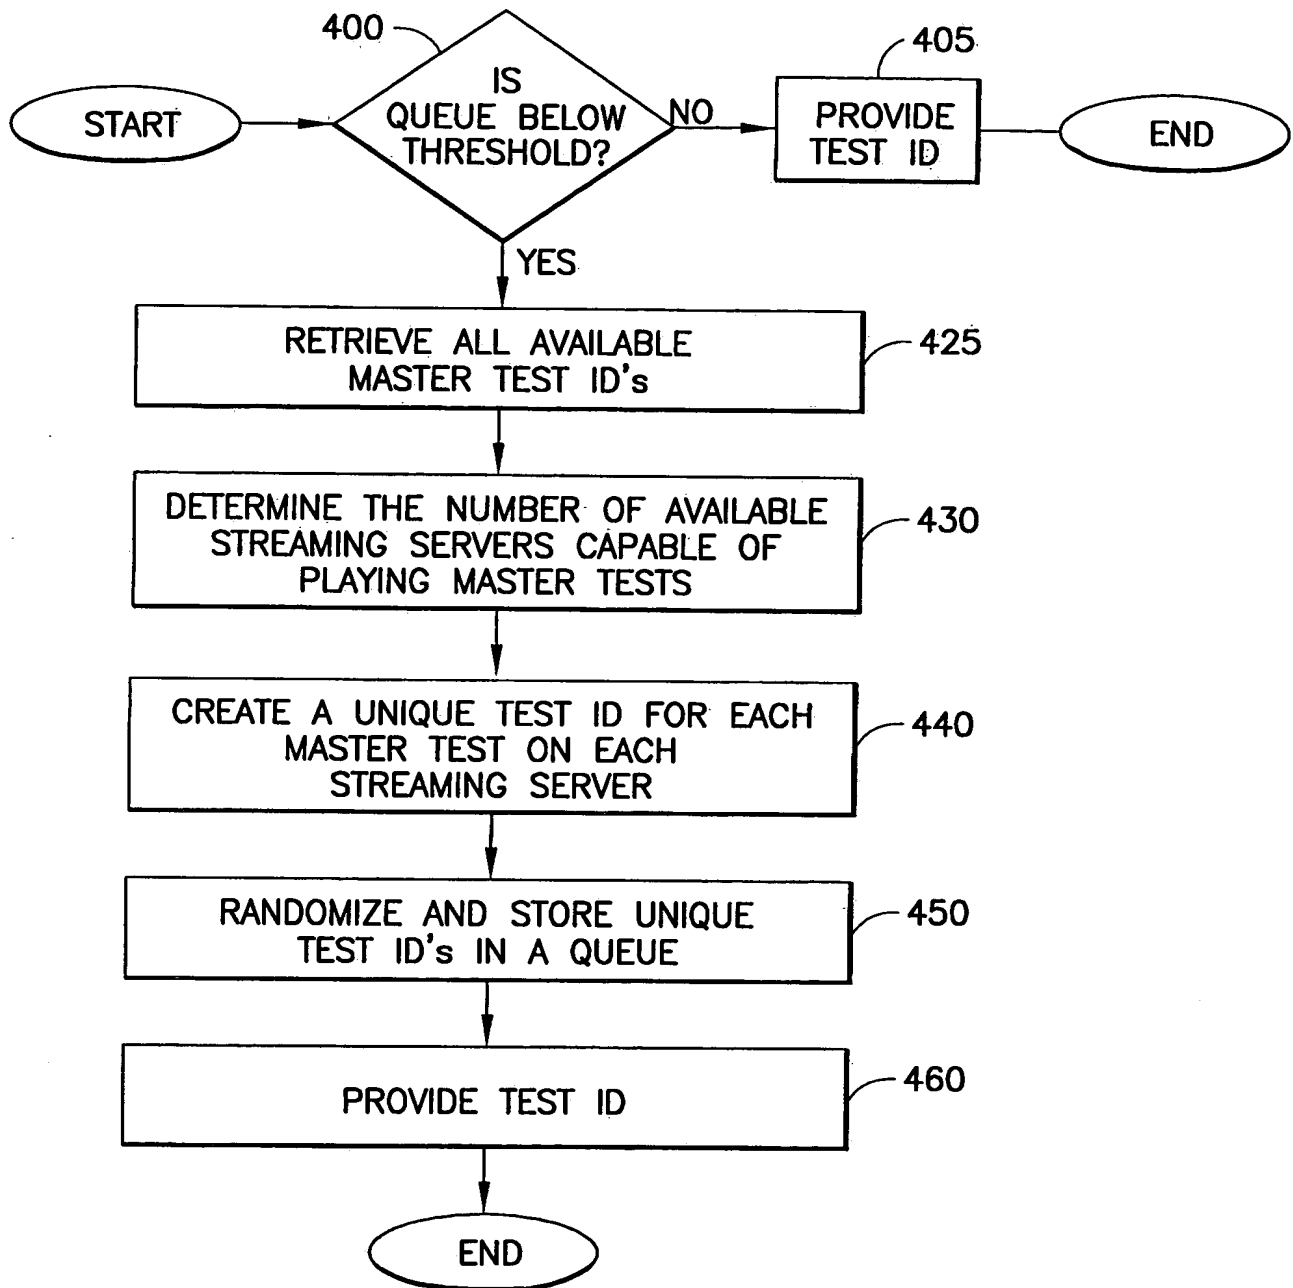 400
405
START
IS
QUEUE BELOW
THRESHOLD?
NO
PROVIDE
TEST ID
END
YES
RETRIEVE ALL AVAILABLE
MASTER TEST ID's
425
DETERMINE THE NUMBER OF AVAILABLE
STREAMING SERVERS CAPABLE OF
PLAYING MASTER TESTS
430
CREATE A UNIQUE TEST ID FOR EACH
MASTER TEST ON EACH
STREAMING SERVER
440
RANDOMIZE AND STORE UNIQUE
TEST ID's IN A QUEUE
450
PROVIDE TEST ID
460
END